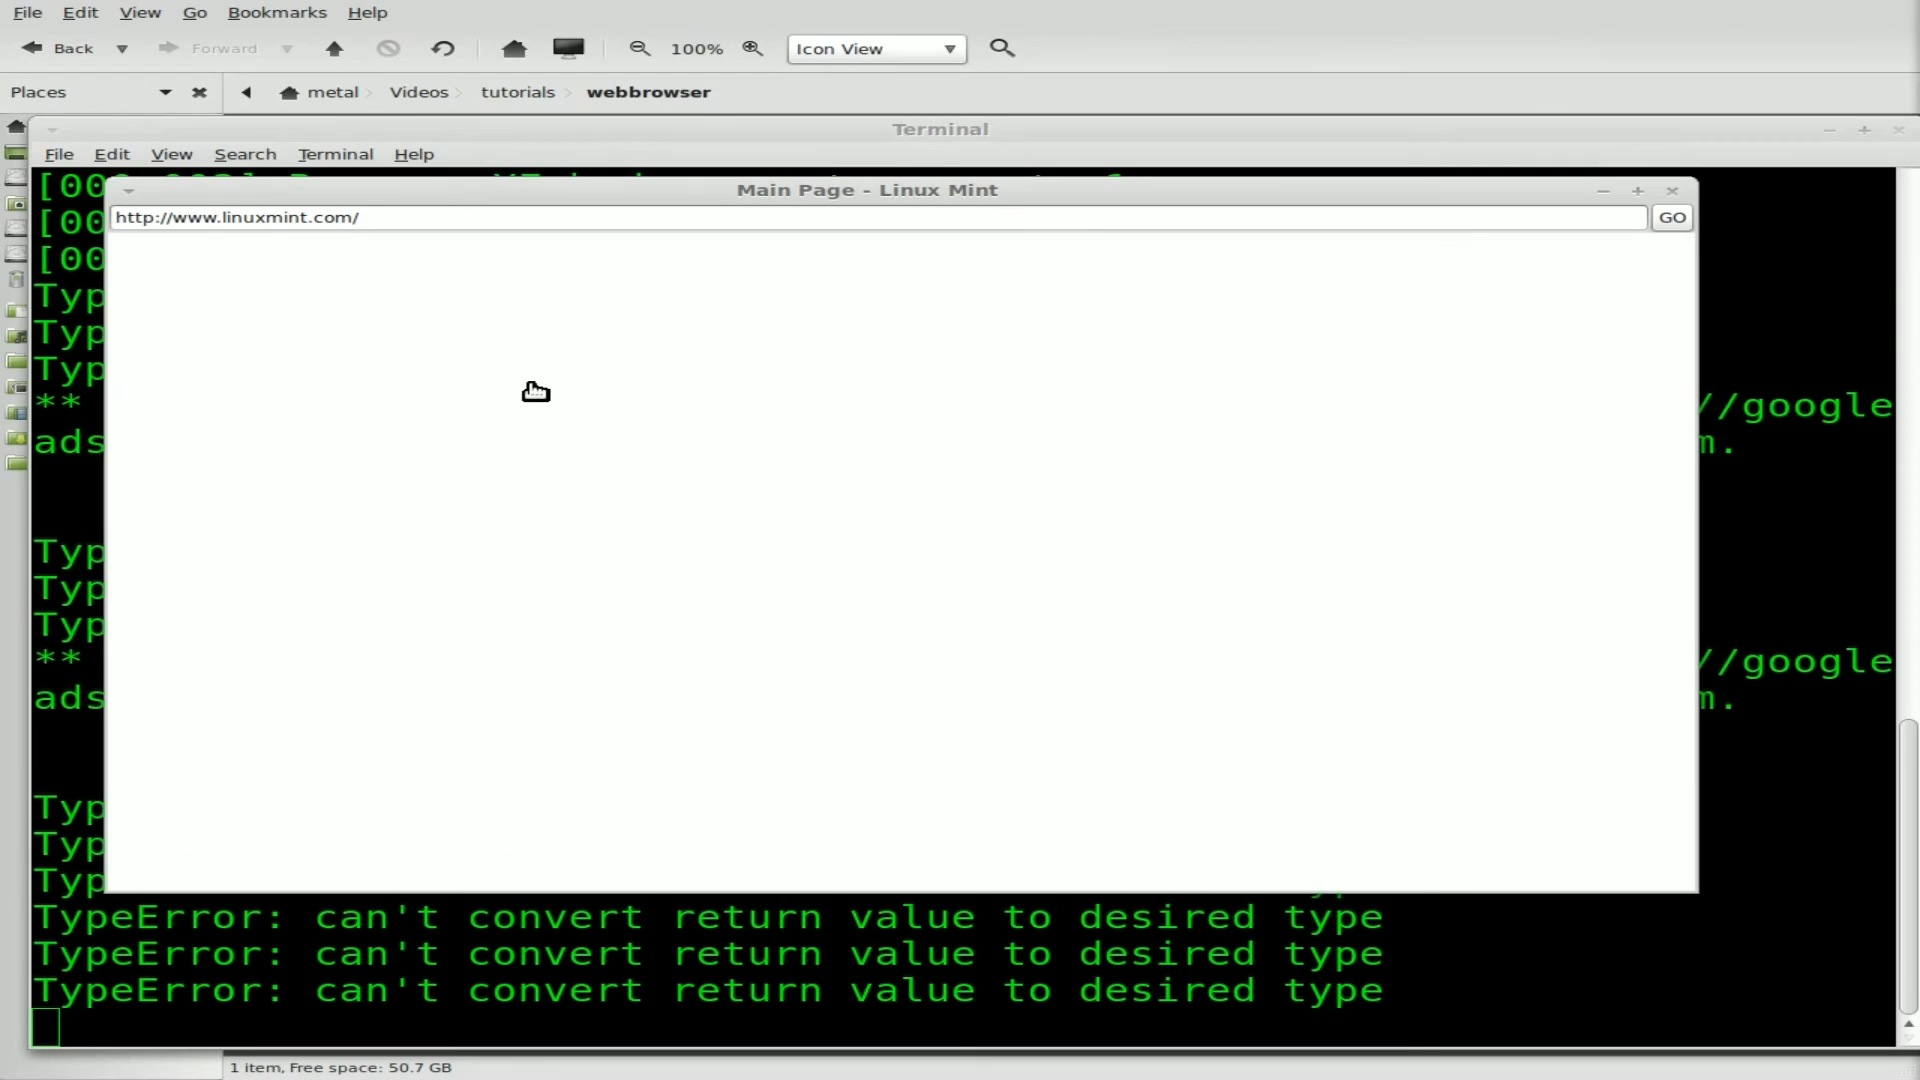 File Edit View Go Bookmarks Help
Back Forward 100% Icon View
Places metal Videos tutorials webbrowser
Terminal
File Edit View Search Terminal Help
[00
Main Page - Linux Mint
http://www.linuxmint.com/ GO
[00
[00
Typ
Typ
Typ
** //google
ads m.
Typ
Typ
Typ
** //google
ads m.
Typ
Typ
Typ
TypeError: can't convert return value to desired type
TypeError: can't convert return value to desired type
TypeError: can't convert return value to desired type
1 item, Free space: 50.7 GB